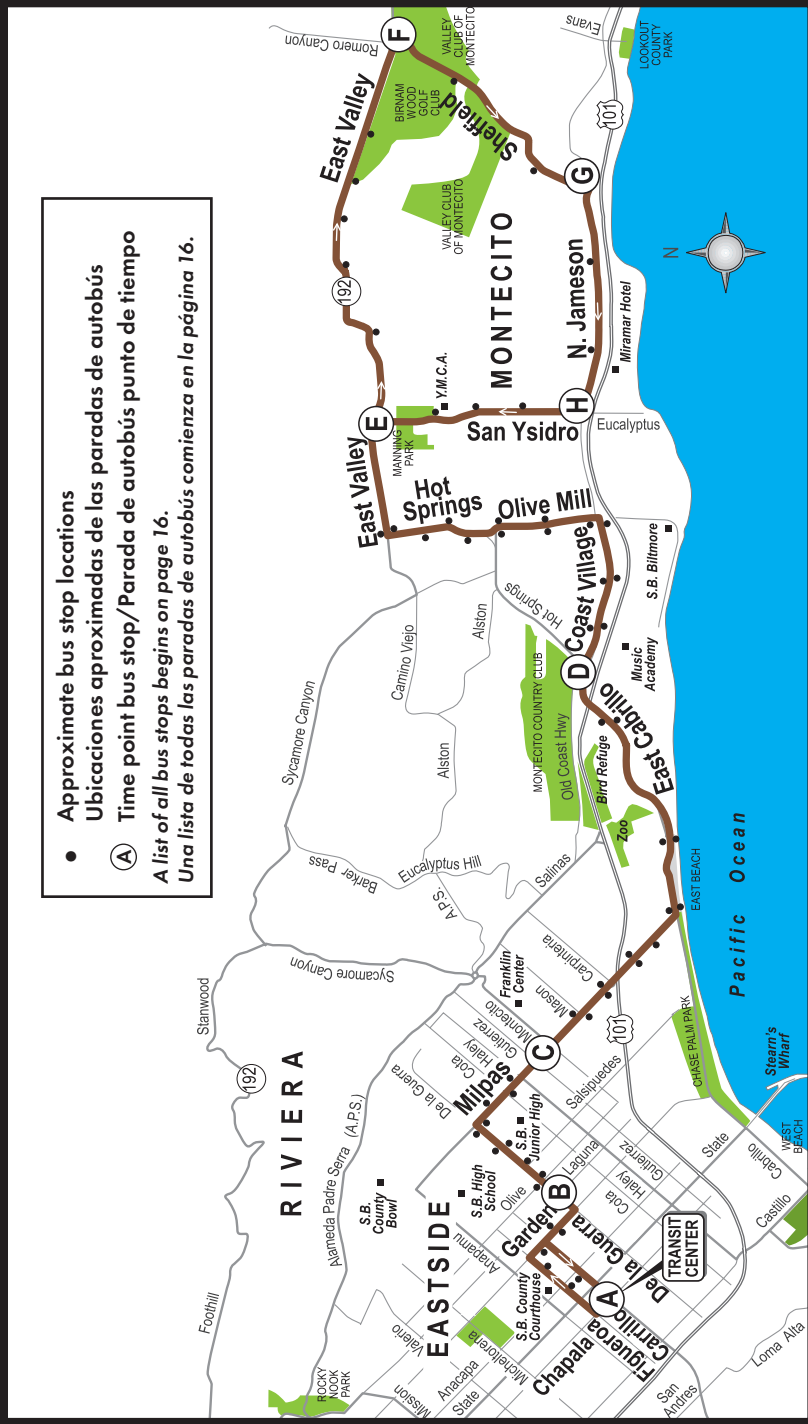 Approximate bus stop locations
Ubicaciones aproximadas de las paradas de autobús
A Time point bus stop/Parada de autobús punto de tiempo
A list of all bus stops begins on page 16.
Una lista de todas las paradas de autobús comienza en la página 16.
Foothill
Stanwood
192
RIVIERA
Alameda Padre Serra (A.P.S.)
ROCKY
NOOK
PARK
Sycamore Canyon
Sycamore Canyon
Barker Pass
Eucalyptus Hill
A.P.S.
Camino Viejo
Alston
Alston
East Valley
E
192
East Valley
F
Romero Canyon
BIRNAM
WOOD
GOLF
CLUB
VALLEY
CLUB OF
MONTECITO
Sheffield
VALLEY CLUB
OF MONTECITO
MONTECITO
MANNING
PARK
Y.M.C.A.
Hot
Springs
Olive Mill
San Ysidro
H
N. Jameson
G
Evans
LOOKOUT
COUNTY
PARK
101
Miramar Hotel
Eucalyptus
N
S.B. Biltmore
Music
Academy
Coast Village
Hot Springs
D
MONTECITO COUNTRY CLUB
Old Coast Hwy
Bird Refuge
Zoo
East Cabrillo
Salinas
EAST BEACH
Pacific Ocean
S.B.
County
Bowl
EASTSIDE
S.B. High
School
De la Guerra
Milpas
Cota
Haley
Gutierrez
Montecito
Mason
Carpinteria
Franklin
Center
C
S.B.
Junior High
Salsipuedes
101
CHASE PALM PARK
Stearn's
Wharf
WEST
BEACH
Cabrillo
Castillo
State
Olive
Laguna
Gutierrez
Haley
Cota
B
Garden
De la Guerra
Anapamu
S.B. County
Courthouse
A
TRANSIT
CENTER
Carrillo
Figueroa
Chapala
Valerio
Micheltorena
Anacapa
State
Mission
San
Andres
Loma Alta